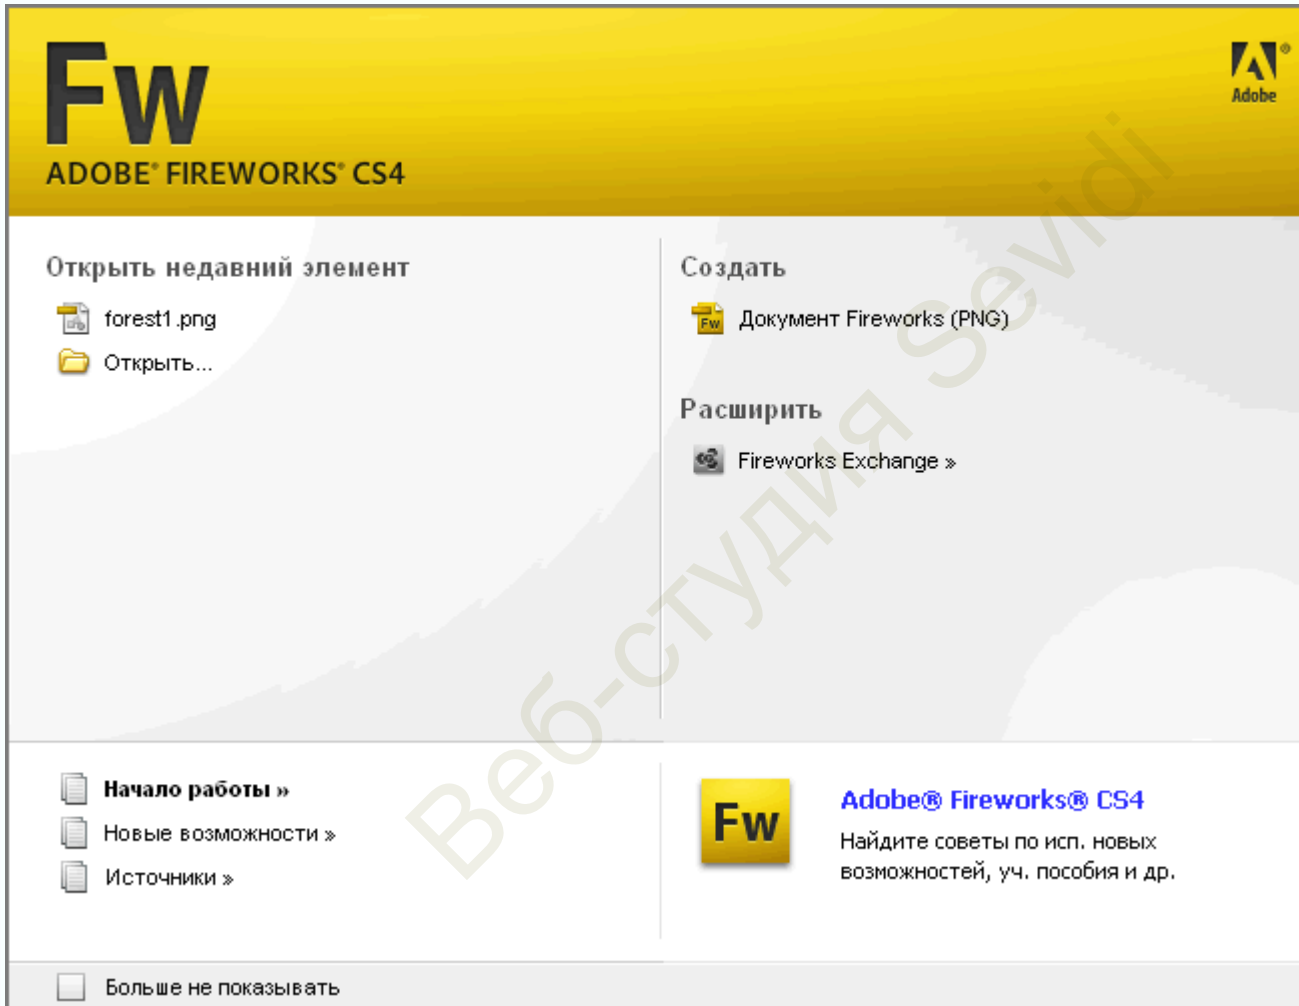 Fw
ADOBE® FIREWORKS® CS4
Adobe®
Открыть недавний элемент
forest1.png
Открыть...
Создать
Документ Fireworks (PNG)
Расширить
Fireworks Exchange »
Начало работы »
Новые возможности »
Источники »
Fw
Adobe® Fireworks® CS4
Найдите советы по исп. новых
возможностей, уч. пособия и др.
Больше не показывать
Веб-студия Sevidi